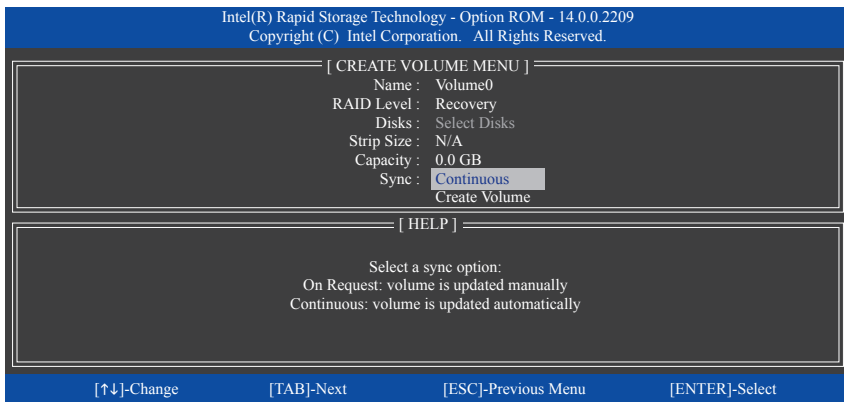 Intel(R) Rapid Storage Technology - Option ROM - 14.0.0.2209
Copyright (C) Intel Corporation. All Rights Reserved.
[ CREATE VOLUME MENU ]
Name : Volume0
RAID Level : Recovery
Disks : Select Disks
Strip Size : N/A
Capacity : 0.0 GB
Sync : Continuous
Create Volume
[ HELP ]
Select a sync option:
On Request: volume is updated manually
Continuous: volume is updated automatically
[↑↓]-Change [TAB]-Next [ESC]-Previous Menu [ENTER]-Select